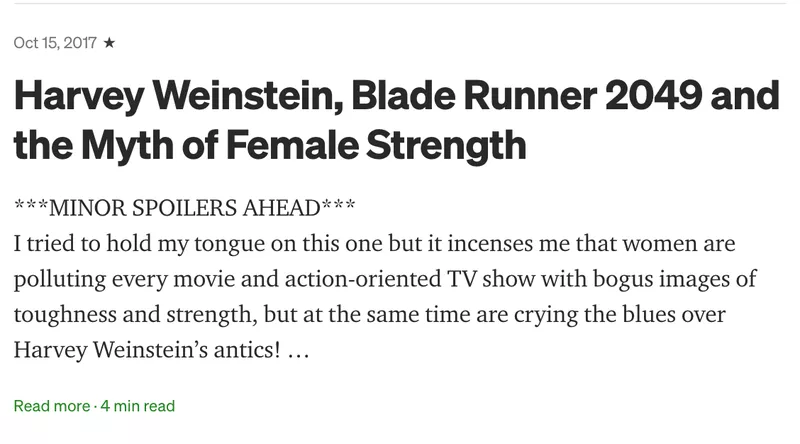 Oct 15, 2017 ★
Harvey Weinstein, Blade Runner 2049 and
the Myth of Female Strength
***MINOR SPOILERS AHEAD***
I tried to hold my tongue on this one but it incenses me that women are
polluting every movie and action-oriented TV show with bogus images of
toughness and strength, but at the same time are crying the blues over
Harvey Weinstein’s antics! …
Read more · 4 min read